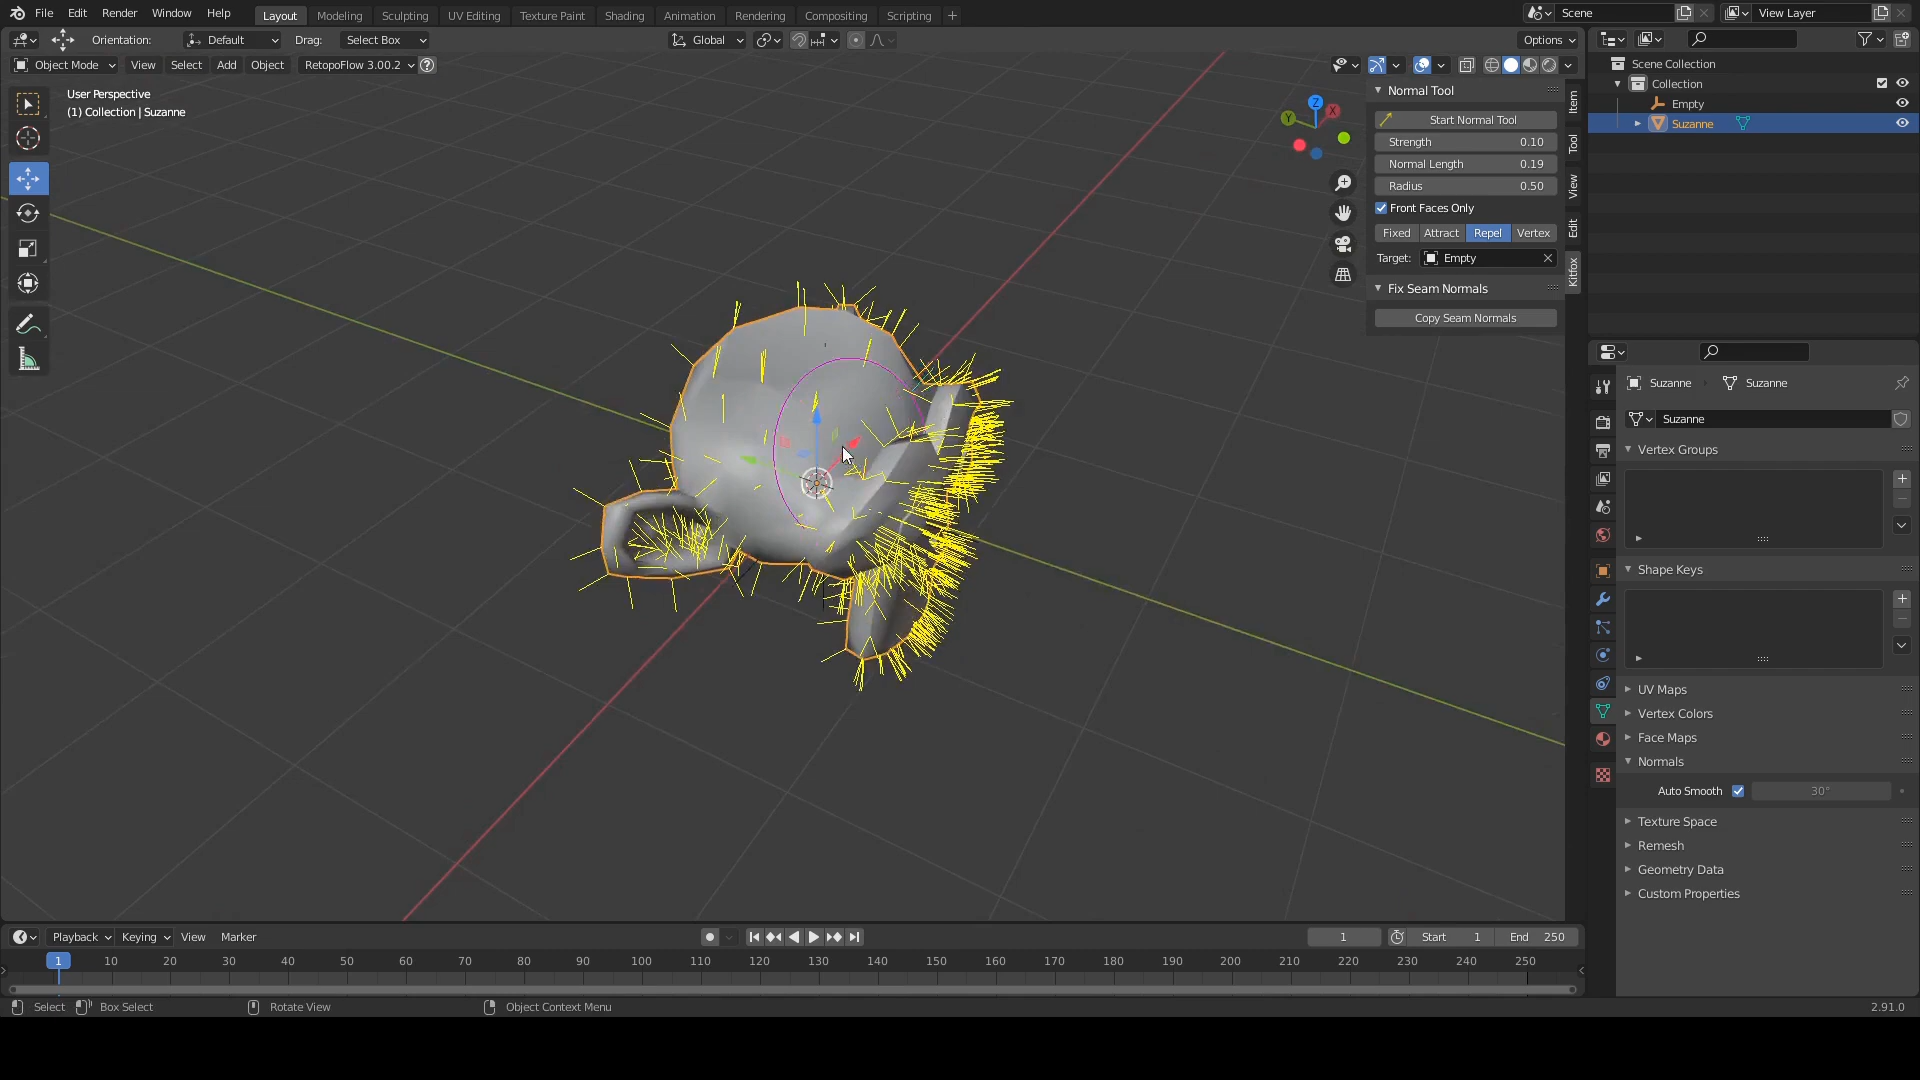 File Edit Render Window Help Layout Modeling Sculpting UV Editing Texture Paint Shading Animation Rendering Compositing Scripting + Scene View Layer
Orientation: Default Drag: Select Box Global Options
Object Mode View Select Add Object RetopoFlow 3.00.2
User Perspective
(1) Collection | Suzanne
Z
X
Y
Normal Tool
Start Normal Tool
Strength 0.10
Normal Length 0.19
Radius 0.50
Front Faces Only
Fixed Attract Repel Vertex
Target: Empty
Fix Seam Normals
Copy Seam Normals
Item
Tool
View
Edit
Kitfox
Scene Collection
Collection
Empty
Suzanne
Suzanne Suzanne
Suzanne
Vertex Groups
Shape Keys
UV Maps
Vertex Colors
Face Maps
Normals
Auto Smooth 30°
Texture Space
Remesh
Geometry Data
Custom Properties
Playback Keying View Marker 1 Start 1 End 250
1 10 20 30 40 50 60 70 80 90 100 110 120 130 140 150 160 170 180 190 200 210 220 230 240 250
Select Box Select Rotate View Object Context Menu 2.91.0